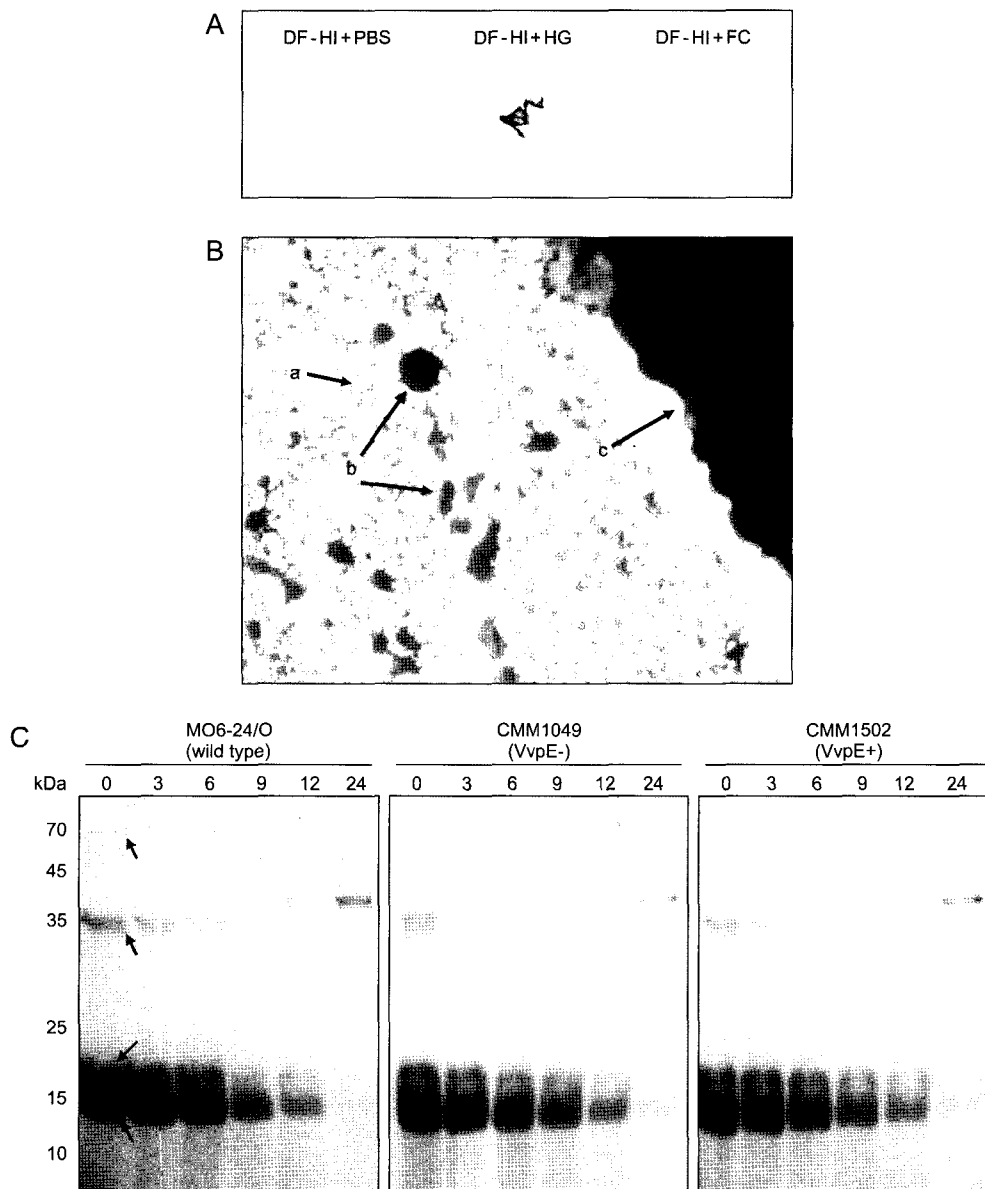 A
DF-HI+PBS DF-HI+HG DF-HI+FC
B
a
b
c
C
MO6-24/O (wild type) CMM1049 (VvpE-) CMM1502 (VvpE+)
kDa 0 3 6 9 12 24 0 3 6 9 12 24 0 3 6 9 12 24
70
45
35
25
15
10